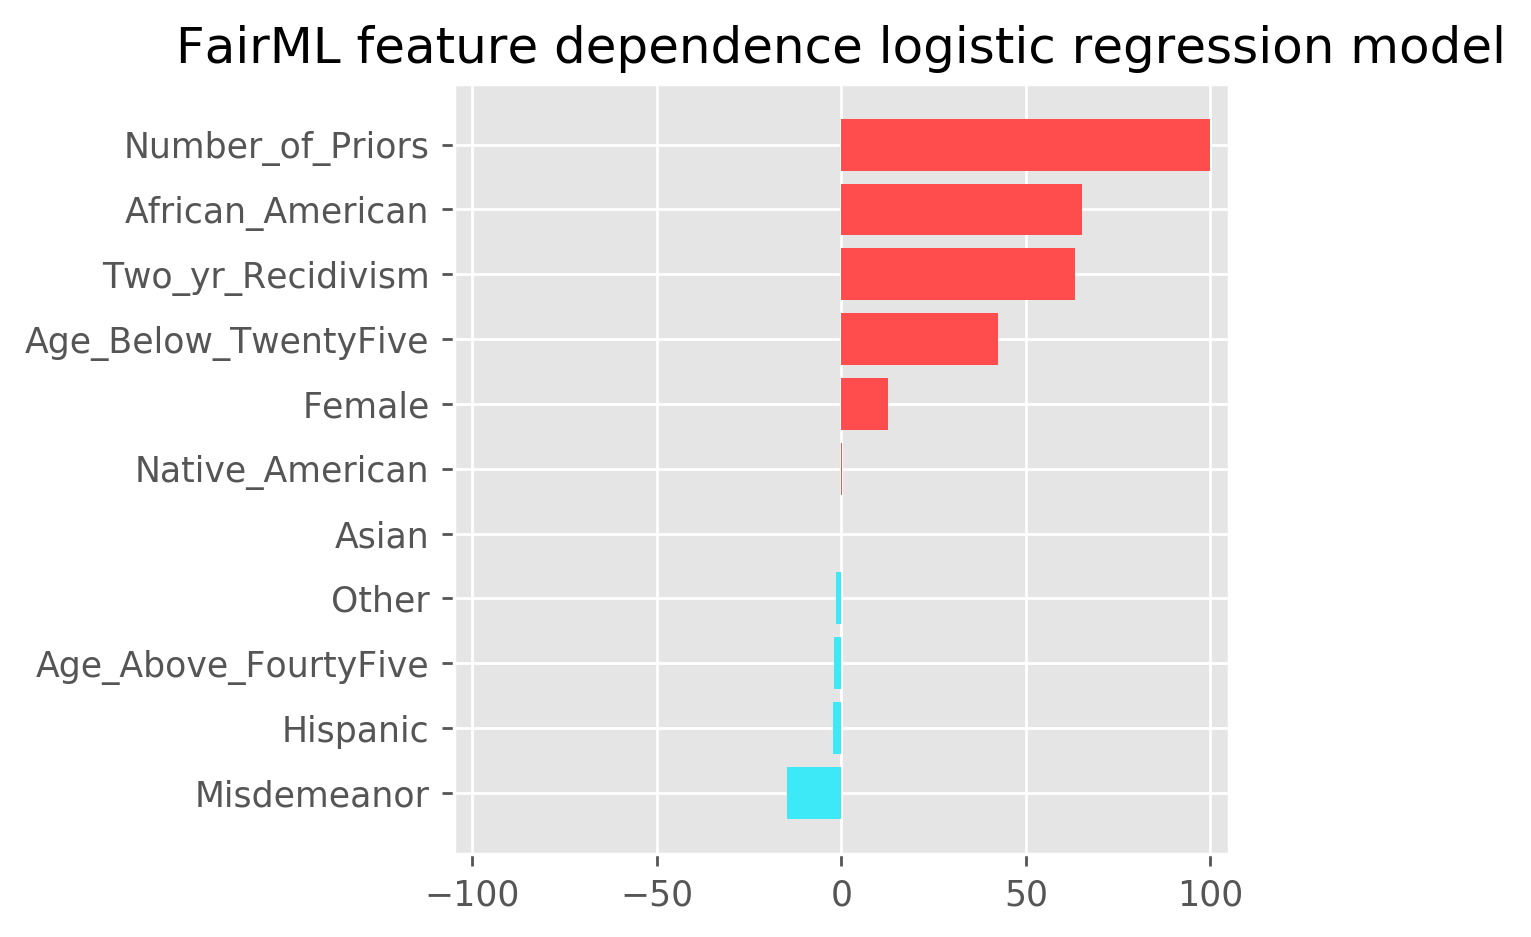 FairML feature dependence logistic regression model
Number_of_Priors
African_American
Two_yr_Recidivism
Age_Below_TwentyFive
Female
Native_American
Asian
Other
Age_Above_FourtyFive
Hispanic
Misdemeanor
−100 −50 0 50 100